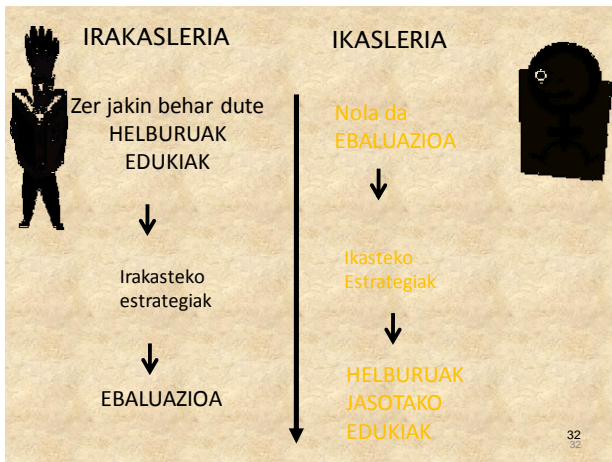 IRAKASLERIA
Zer jakin behar dute
HELBURUAK
EDUKIAK
Irakasteko
estrategiak
EBALUAZIOA
IKASLERIA
Nola da
EBALUAZIOA
Ikasteko
Estrategiak
HELBURUAK
JASOTAKO
EDUKIAK
32
32